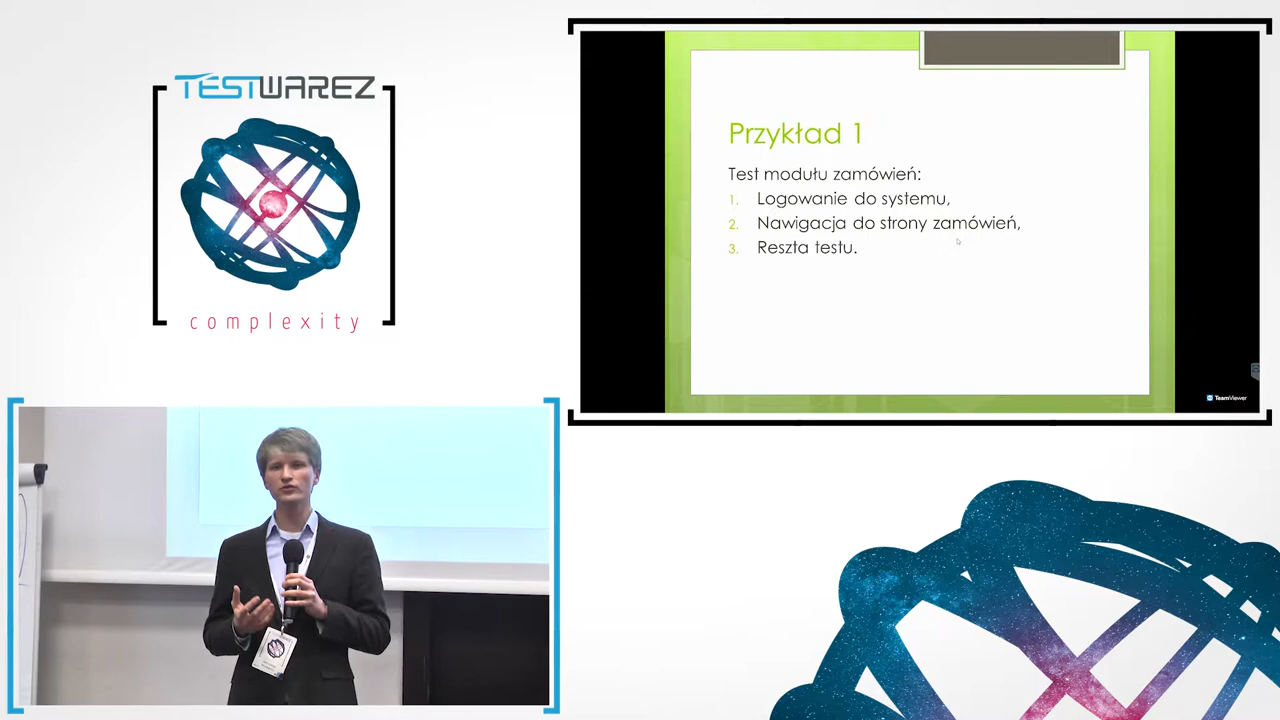 TESTWAREZ
complexity
Przykład 1
Test modułu zamówień:
1. Logowanie do systemu,
2. Nawigacja do strony zamówień,
3. Reszta testu.
TeamViewer